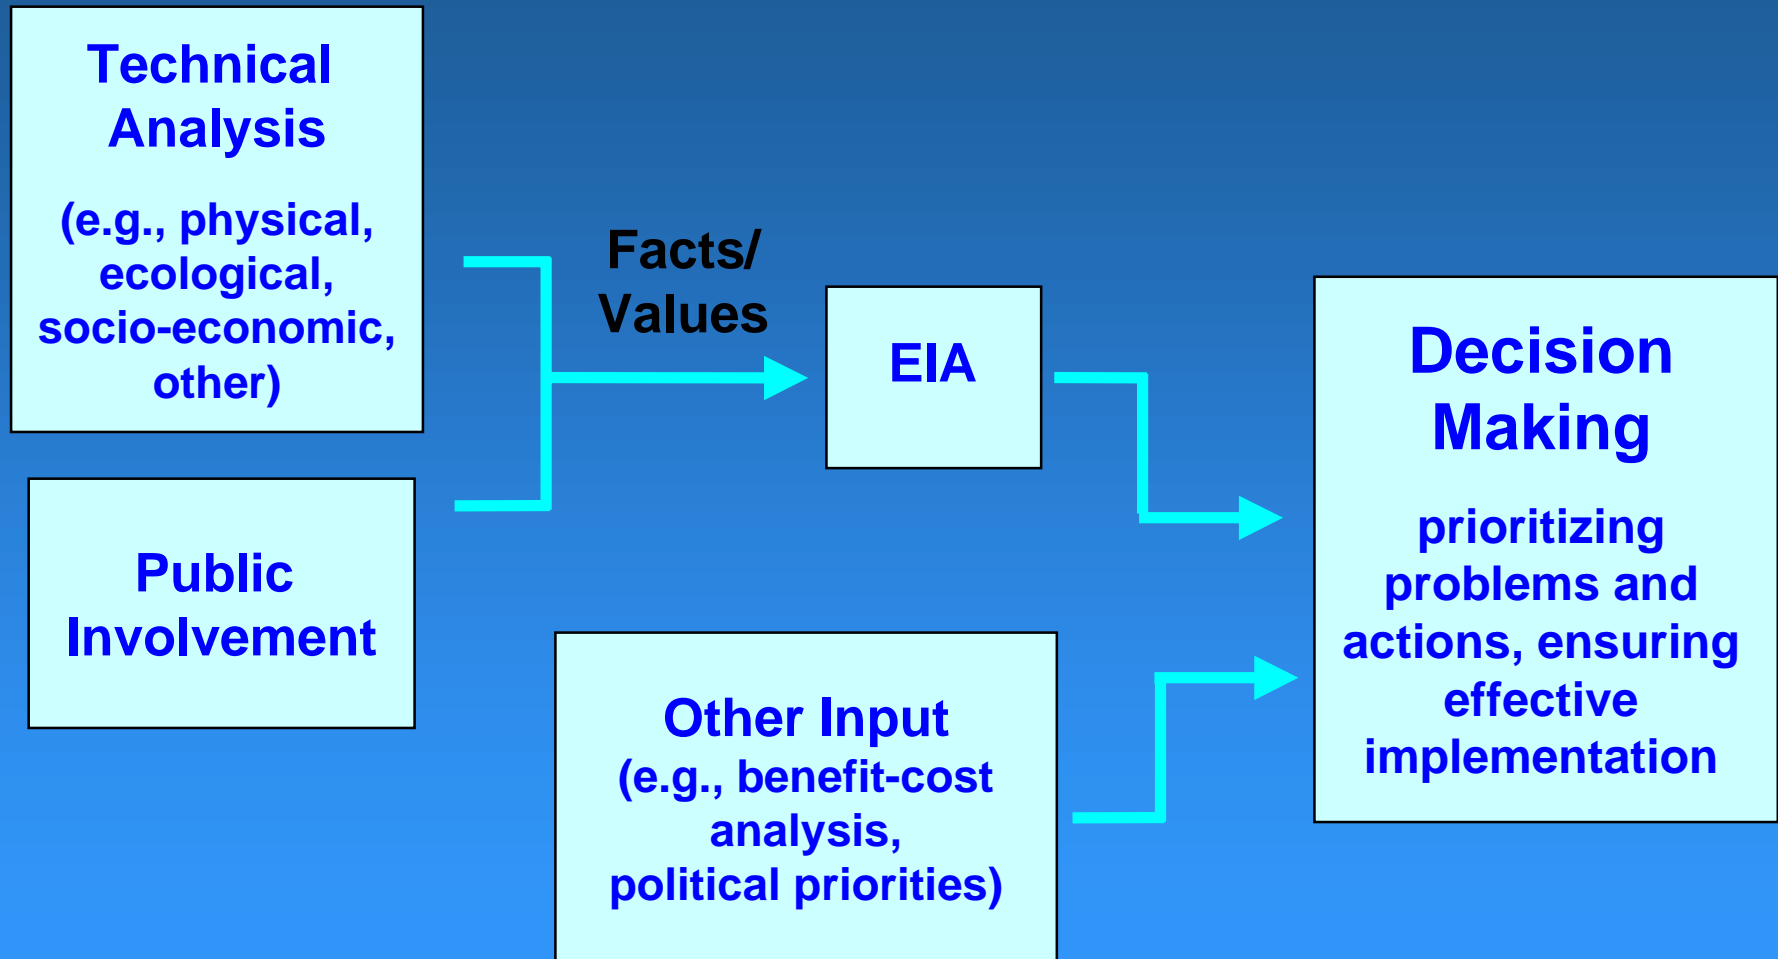 Technical
Analysis
(e.g., physical,
ecological,
socio-economic,
other)
Public
Involvement
Facts/
Values
EIA
Other Input
(e.g., benefit-cost
analysis,
political priorities)
Decision
Making
prioritizing
problems and
actions, ensuring
effective
implementation